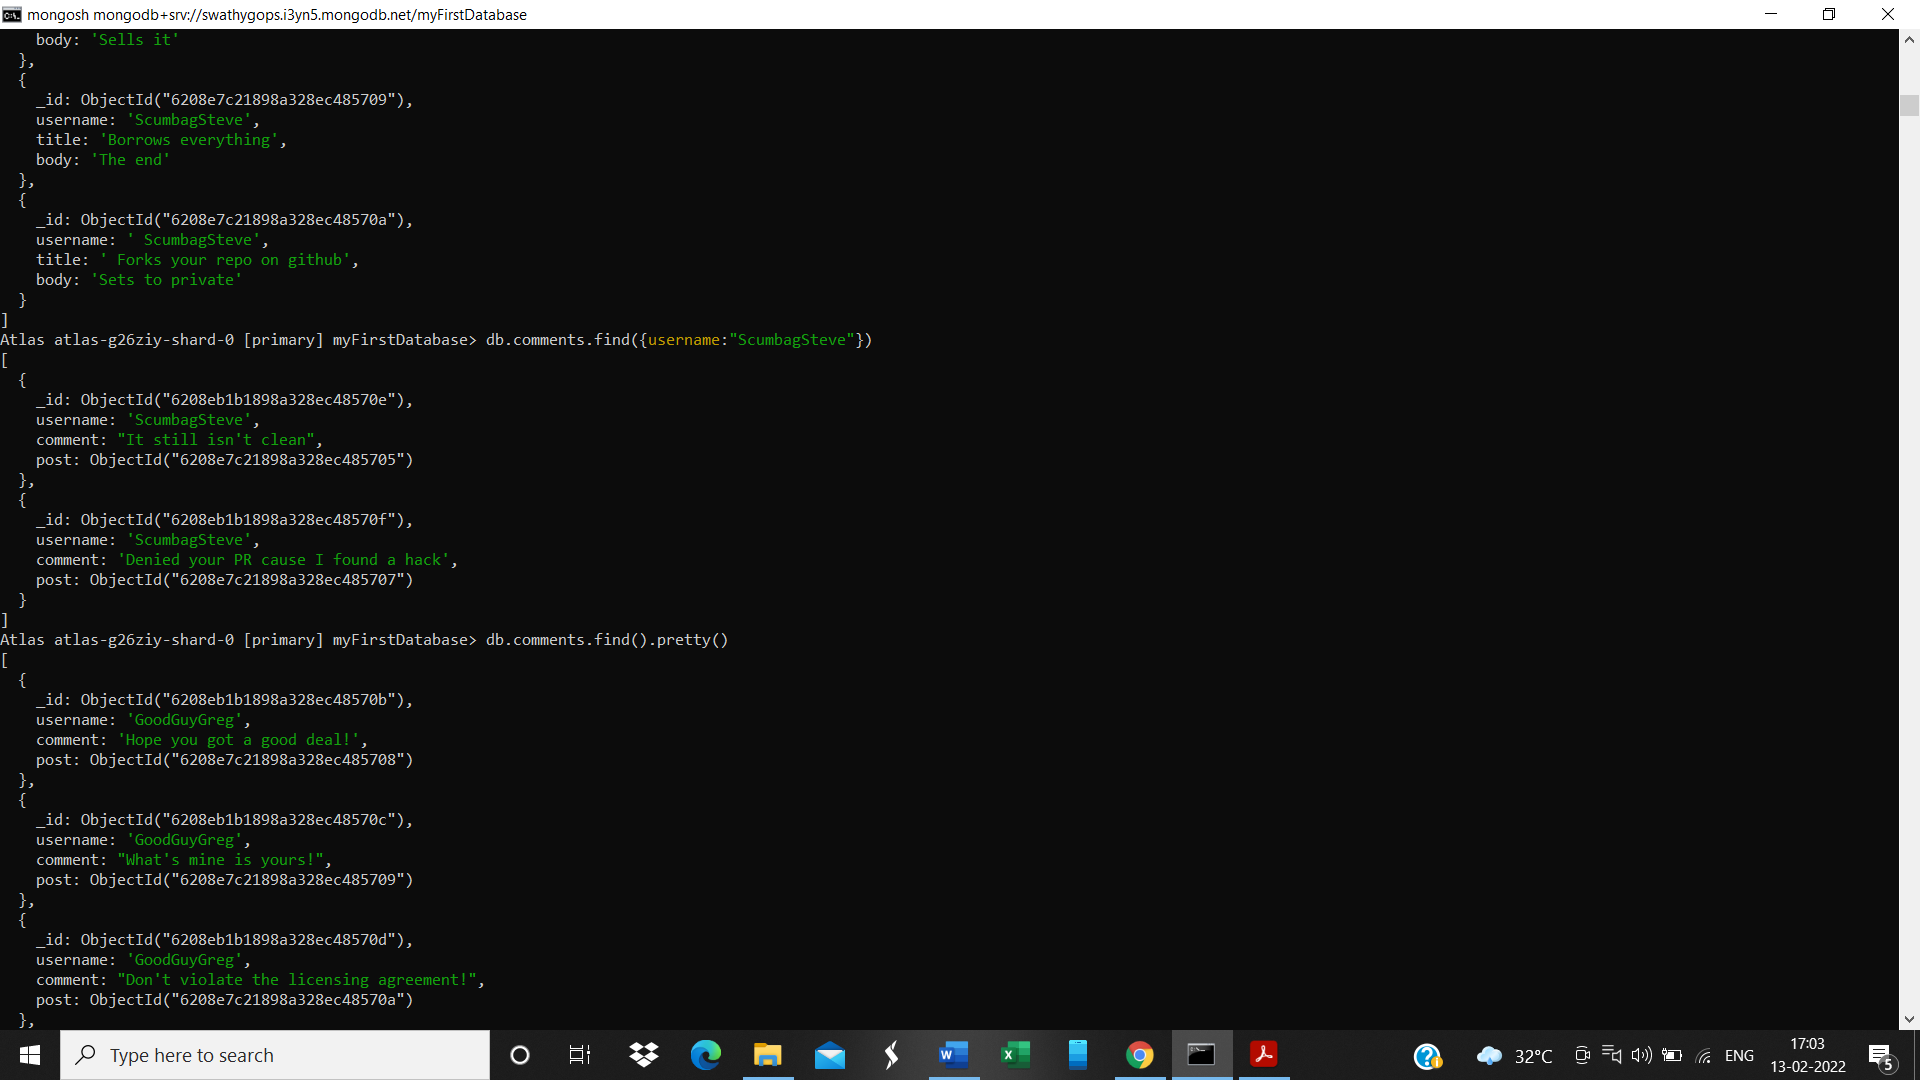 mongosh mongodb+srv://swathygops.i3yn5.mongodb.net/myFirstDatabase
    body: 'Sells it'
  },
  {
    _id: ObjectId("6208e7c21898a328ec485709"),
    username: 'ScumbagSteve',
    title: 'Borrows everything',
    body: 'The end'
  },
  {
    _id: ObjectId("6208e7c21898a328ec48570a"),
    username: ' ScumbagSteve',
    title: ' Forks your repo on github',
    body: 'Sets to private'
  }
]
Atlas atlas-g26ziy-shard-0 [primary] myFirstDatabase> db.comments.find({username:"ScumbagSteve"})
[
  {
    _id: ObjectId("6208eb1b1898a328ec48570e"),
    username: 'ScumbagSteve',
    comment: "It still isn't clean",
    post: ObjectId("6208e7c21898a328ec485705")
  },
  {
    _id: ObjectId("6208eb1b1898a328ec48570f"),
    username: 'ScumbagSteve',
    comment: 'Denied your PR cause I found a hack',
    post: ObjectId("6208e7c21898a328ec485707")
  }
]
Atlas atlas-g26ziy-shard-0 [primary] myFirstDatabase> db.comments.find().pretty()
[
  {
    _id: ObjectId("6208eb1b1898a328ec48570b"),
    username: 'GoodGuyGreg',
    comment: 'Hope you got a good deal!',
    post: ObjectId("6208e7c21898a328ec485708")
  },
  {
    _id: ObjectId("6208eb1b1898a328ec48570c"),
    username: 'GoodGuyGreg',
    comment: "What's mine is yours!",
    post: ObjectId("6208e7c21898a328ec485709")
  },
  {
    _id: ObjectId("6208eb1b1898a328ec48570d"),
    username: 'GoodGuyGreg',
    comment: "Don't violate the licensing agreement!",
    post: ObjectId("6208e7c21898a328ec48570a")
  },
Type here to search
32°C
ENG
17:03
13-02-2022
5